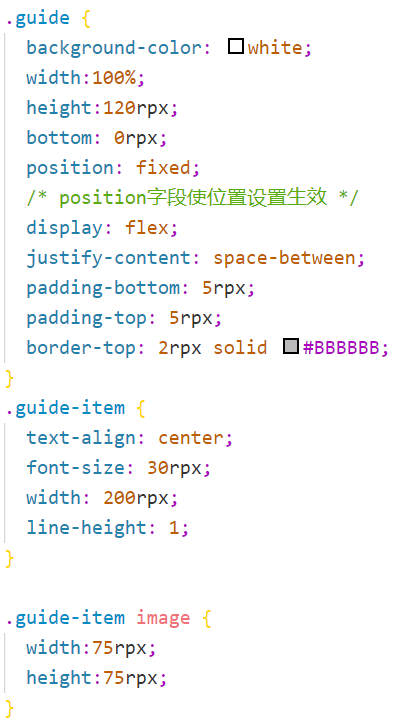 .guide {
background-color: white;
width:100%;
height:120rpx;
bottom: 0rpx;
position: fixed;
/* position字段使位置设置生效 */
display: flex;
justify-content: space-between;
padding-bottom: 5rpx;
padding-top: 5rpx;
border-top: 2rpx solid #BBBBBB;
}
.guide-item {
text-align: center;
font-size: 30rpx;
width: 200rpx;
line-height: 1;
}
.guide-item image {
width:75rpx;
height:75rpx;
}